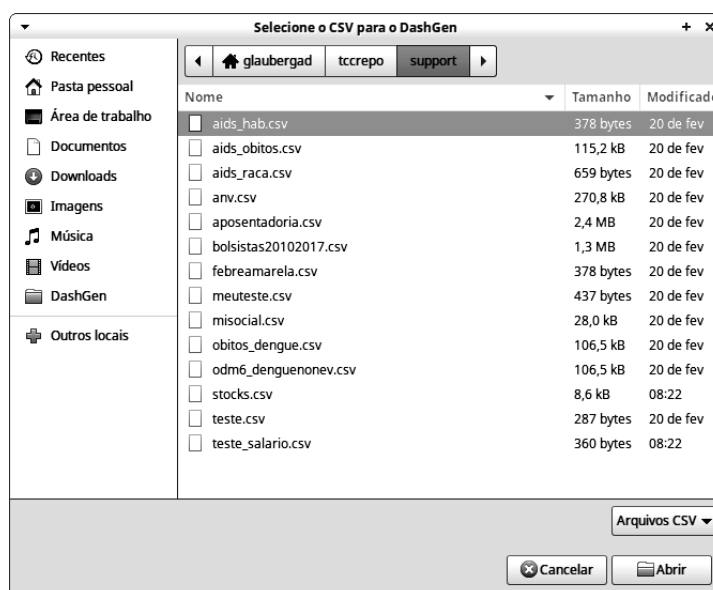 Selecione o CSV para o DashGen
Recentes
Pasta pessoal
Área de trabalho
Documentos
Downloads
Imagens
Música
Vídeos
DashGen
Outros locais
glaubergad tccrepo support
Nome Tamanho Modificado
aids_hab.csv 378 bytes 20 de fev
aids_obitos.csv 115,2 kB 20 de fev
aids_raca.csv 659 bytes 20 de fev
anv.csv 270,8 kB 20 de fev
aposentadoria.csv 2,4 MB 20 de fev
bolsistas20102017.csv 1,3 MB 20 de fev
febreamarela.csv 378 bytes 20 de fev
meuteste.csv 437 bytes 20 de fev
misocial.csv 28,0 kB 20 de fev
obitos_dengue.csv 106,5 kB 20 de fev
odm6_denguenonev.csv 106,5 kB 20 de fev
stocks.csv 8,6 kB 08:22
teste.csv 287 bytes 20 de fev
teste_salario.csv 360 bytes 08:22
Arquivos CSV
Cancelar Abrir